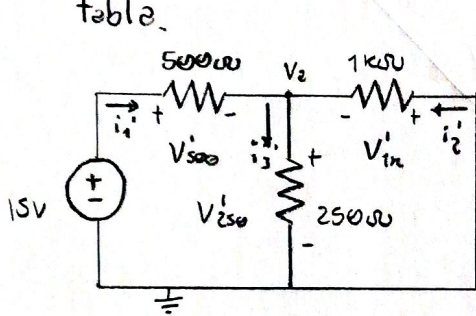 tabla.
500ω V₂ 1kΩ
+ - - +
i₁' i₃' i₂'
V'₅₀₀ + V'₁ₖ
15V + - V'₂₅₀ 250Ω
-